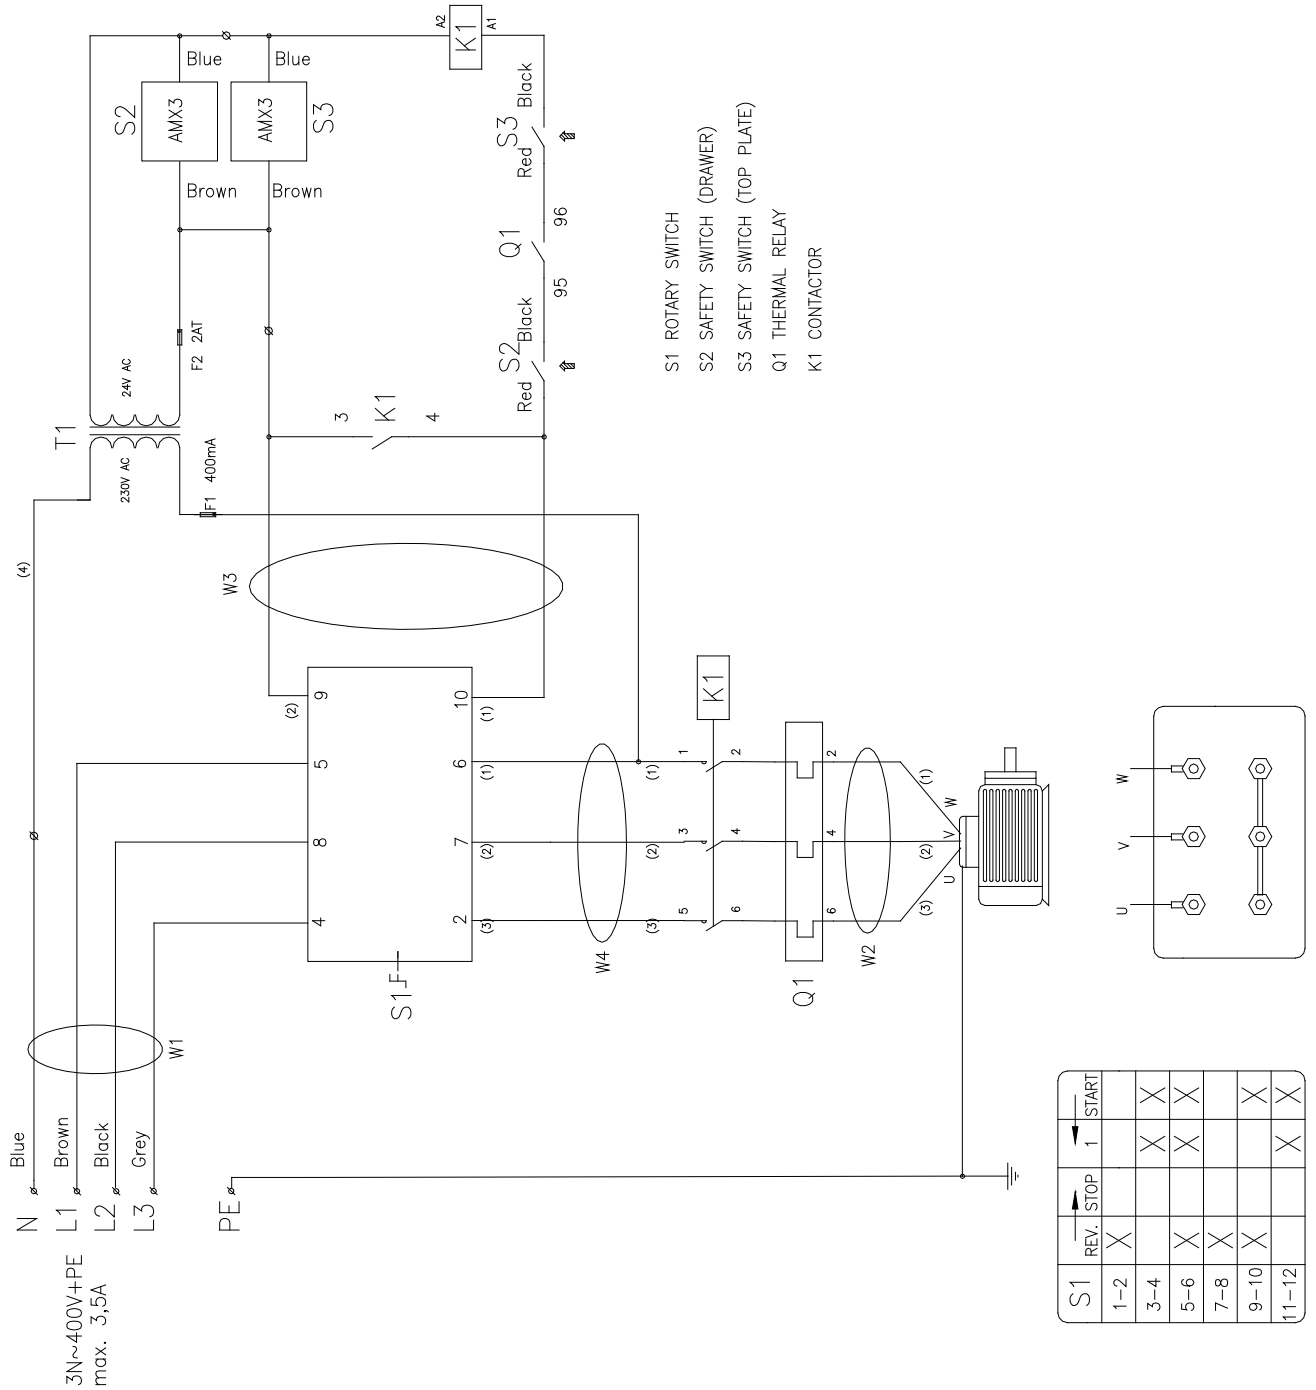 N
Blue
(4)
L1
Brown
L2
Black
L3
Grey
PE
3N~400V+PE
max. 3,5A
W1
T1
230V AC
24V AC
F1 400mA
F2 2AT
S2
AMX3
Blue
Brown
S3
AMX3
Blue
Brown
A2
K1
A1
W3
3
K1
4
Red
S2
Black
95
Q1
96
Red
S3
Black
S1
4
8
5
9
(2)
2
7
6
10
(3)
(2)
(1)
(1)
W4
(3)
(2)
(1)
5
3
1
K1
6
4
2
Q1
6
4
2
W2
(3)
(2)
(1)
U
V
W
S1 ROTARY SWITCH
S2 SAFETY SWITCH (DRAWER)
S3 SAFETY SWITCH (TOP PLATE)
Q1 THERMAL RELAY
K1 CONTACTOR
U
V
W
S1 REV. STOP 1 START
1-2 X
3-4 X X
5-6 X X X
7-8 X
9-10 X X
11-12 X X